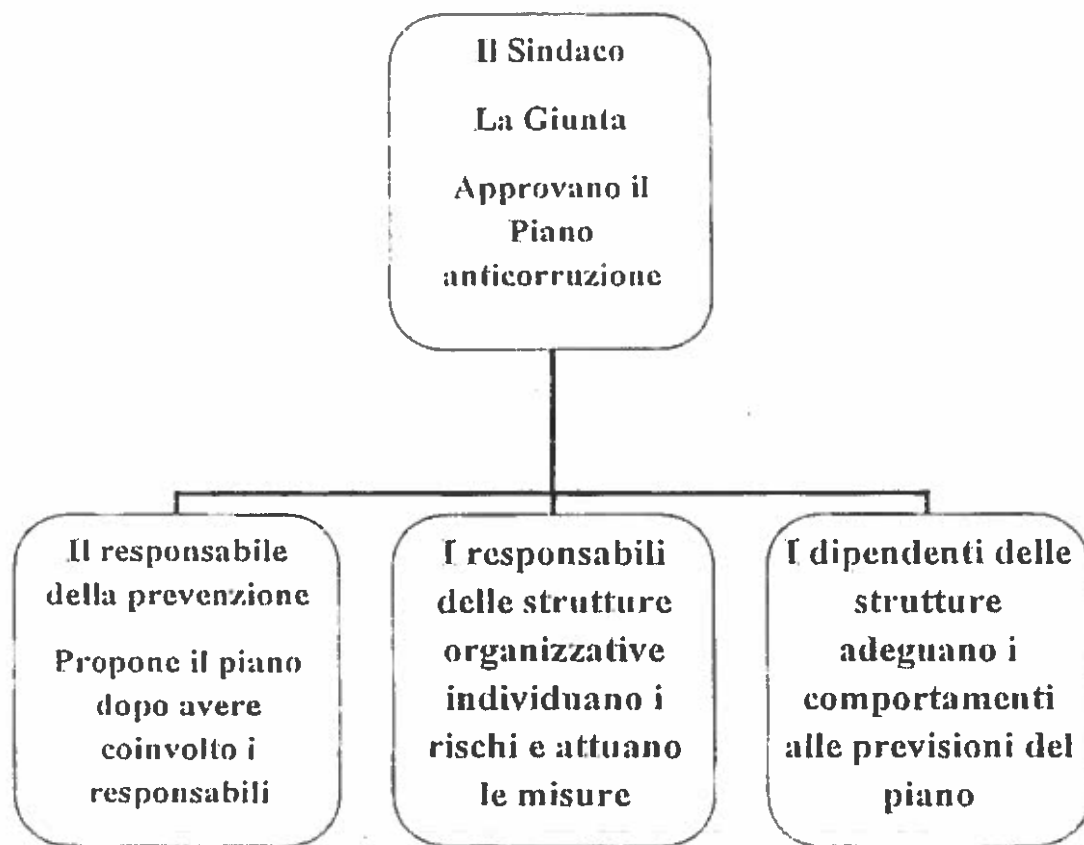 Il Sindaco
La Giunta
Approvano il
Piano
anticorruzione
Il responsabile
della prevenzione
Propone il piano
dopo avere
coinvolto i
responsabili
I responsabili
delle strutture
organizzative
individuano i
rischi e attuano
le misure
I dipendenti delle
strutture
adeguano i
comportamenti
alle previsioni del
piano